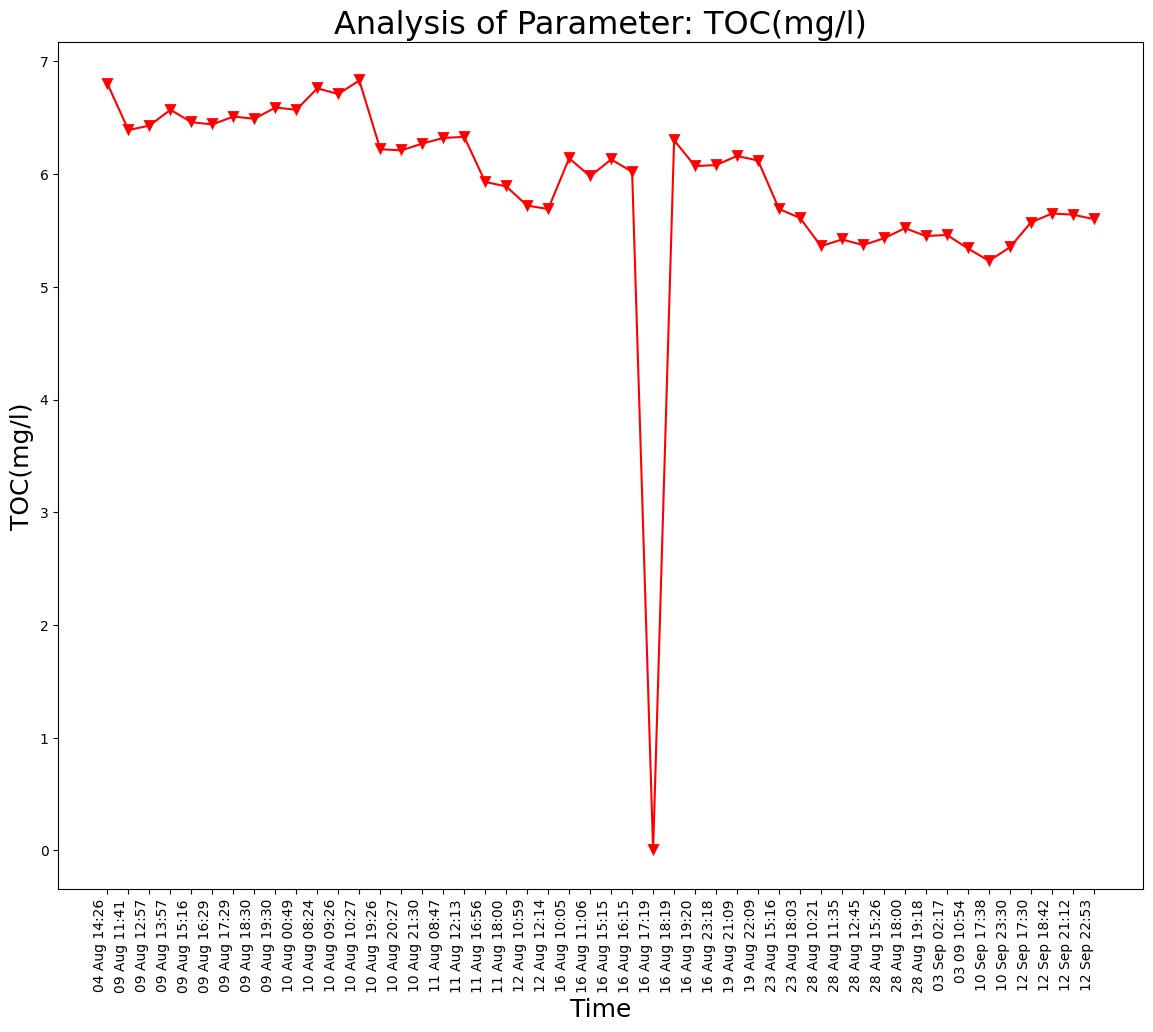 Analysis of Parameter: TOC(mg/l)
TOC(mg/l)
7
6
5
4
3
2
1
0
04 Aug 14:26
09 Aug 11:41
09 Aug 12:57
09 Aug 13:57
09 Aug 15:16
09 Aug 16:29
09 Aug 17:29
09 Aug 18:30
09 Aug 19:30
10 Aug 00:49
10 Aug 08:24
10 Aug 09:26
10 Aug 10:27
10 Aug 19:26
10 Aug 20:27
10 Aug 21:30
11 Aug 08:47
11 Aug 12:13
11 Aug 16:56
11 Aug 18:00
12 Aug 10:59
12 Aug 12:14
16 Aug 10:05
16 Aug 11:06
16 Aug 15:15
16 Aug 16:15
16 Aug 17:19
16 Aug 18:19
16 Aug 19:20
16 Aug 23:18
19 Aug 21:09
19 Aug 22:09
23 Aug 15:16
23 Aug 18:03
28 Aug 10:21
28 Aug 11:35
28 Aug 12:45
28 Aug 15:26
28 Aug 18:00
28 Aug 19:18
03 Sep 02:17
03 09 10:54
10 Sep 17:38
10 Sep 23:30
12 Sep 17:30
12 Sep 18:42
12 Sep 21:12
12 Sep 22:53
Time